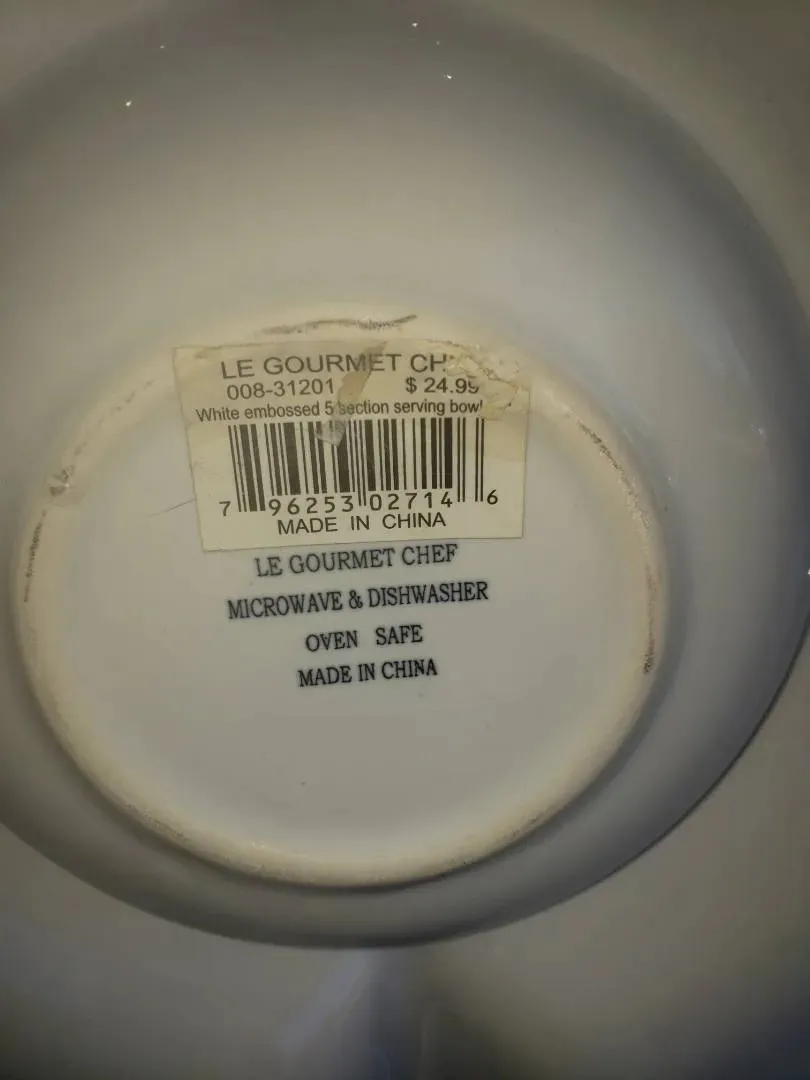 LE GOURMET
008-31201 $ 24.99
White embossed 5 section serving bowl
7 96253 02714 6
MADE IN CHINA
LE GOURMET CHEF
MICROWAVE & DISHWASHER
OVEN SAFE
MADE IN CHINA